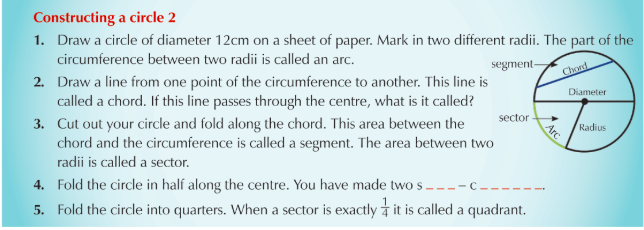 Constructing a circle 2
1. Draw a circle of diameter 12cm on a sheet of paper. Mark in two different radii. The part of the
circumference between two radii is called an arc.
2. Draw a line from one point of the circumference to another. This line is
called a chord. If this line passes through the centre, what is it called?
3. Cut out your circle and fold along the chord. This area between the
chord and the circumference is called a segment. The area between two
radii is called a sector.
4. Fold the circle in half along the centre. You have made two s _ _ _ – c _ _ _ _ _ _.
5. Fold the circle into quarters. When a sector is exactly 1/4 it is called a quadrant.
segment
Chord
Diameter
sector
Arc
Radius